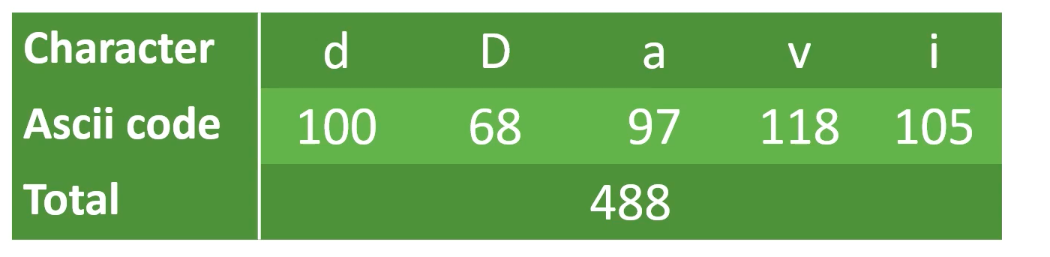 Character d D a v i
Ascii code 100 68 97 118 105
Total 488